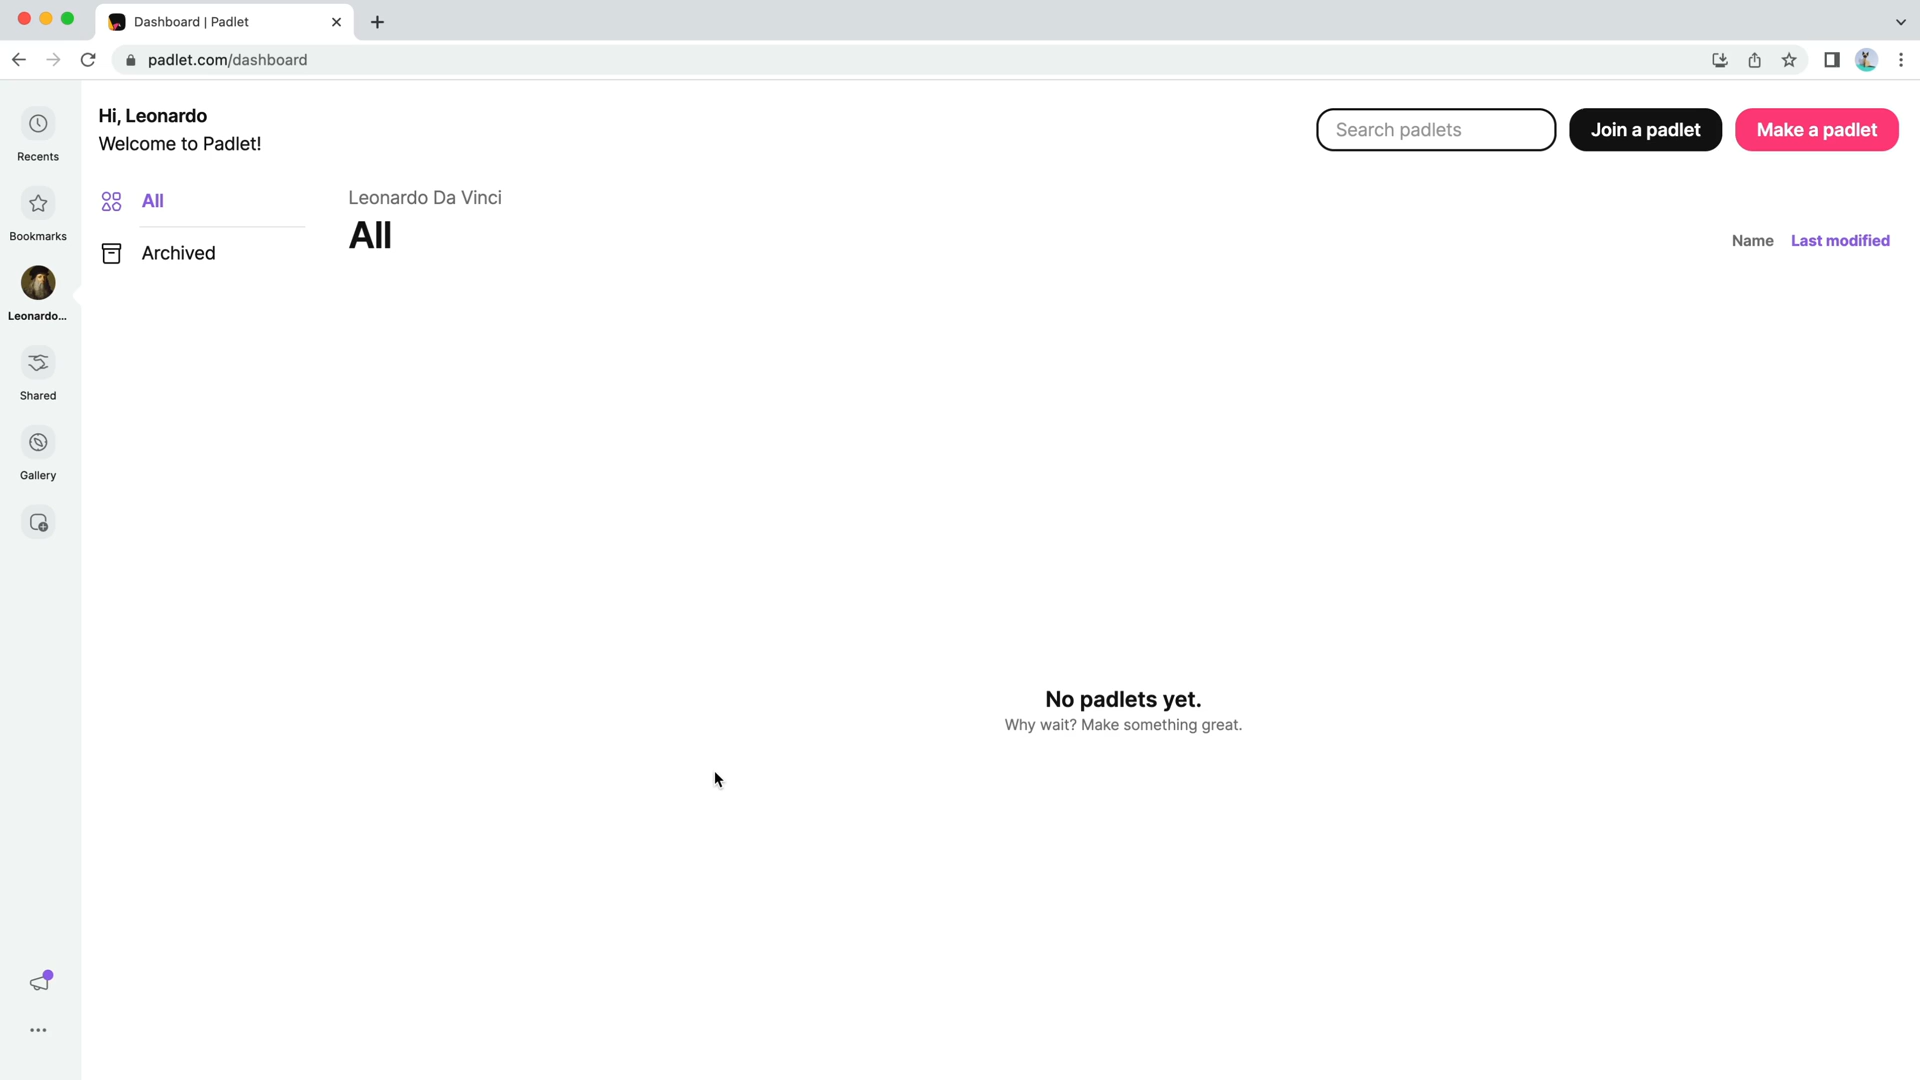 Dashboard | Padlet
padlet.com/dashboard
Hi, Leonardo
Welcome to Padlet!
Search padlets
Join a padlet
Make a padlet
Recents
Bookmarks
Leonardo...
Shared
Gallery
All
Archived
Leonardo Da Vinci
All
Name Last modified
No padlets yet.
Why wait? Make something great.